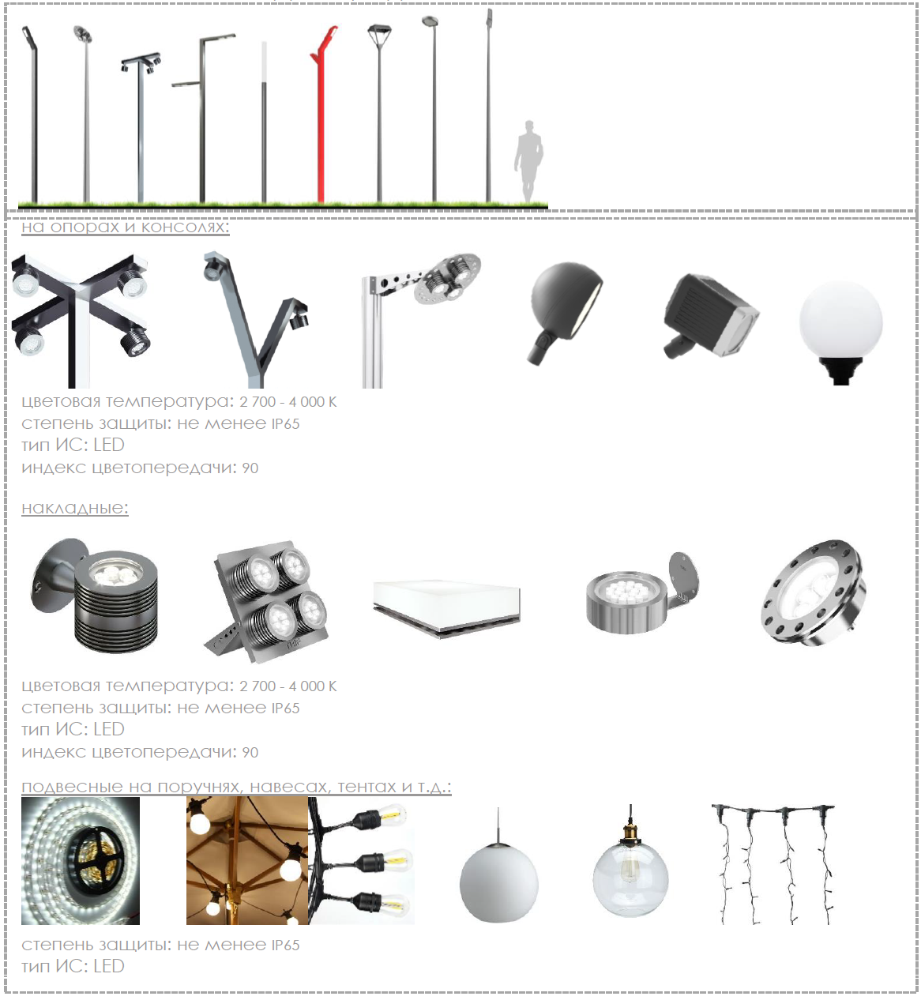 на опорах и консолях:
цветовая температура: 2 700 - 4 000 К
степень защиты: не менее IP65
тип ИС: LED
индекс цветопередачи: 90
накладные:
цветовая температура: 2 700 - 4 000 К
степень защиты: не менее IP65
тип ИС: LED
индекс цветопередачи: 90
подвесные на поручнях, навесах, тентах и т.д.:
степень защиты: не менее IP65
тип ИС: LED